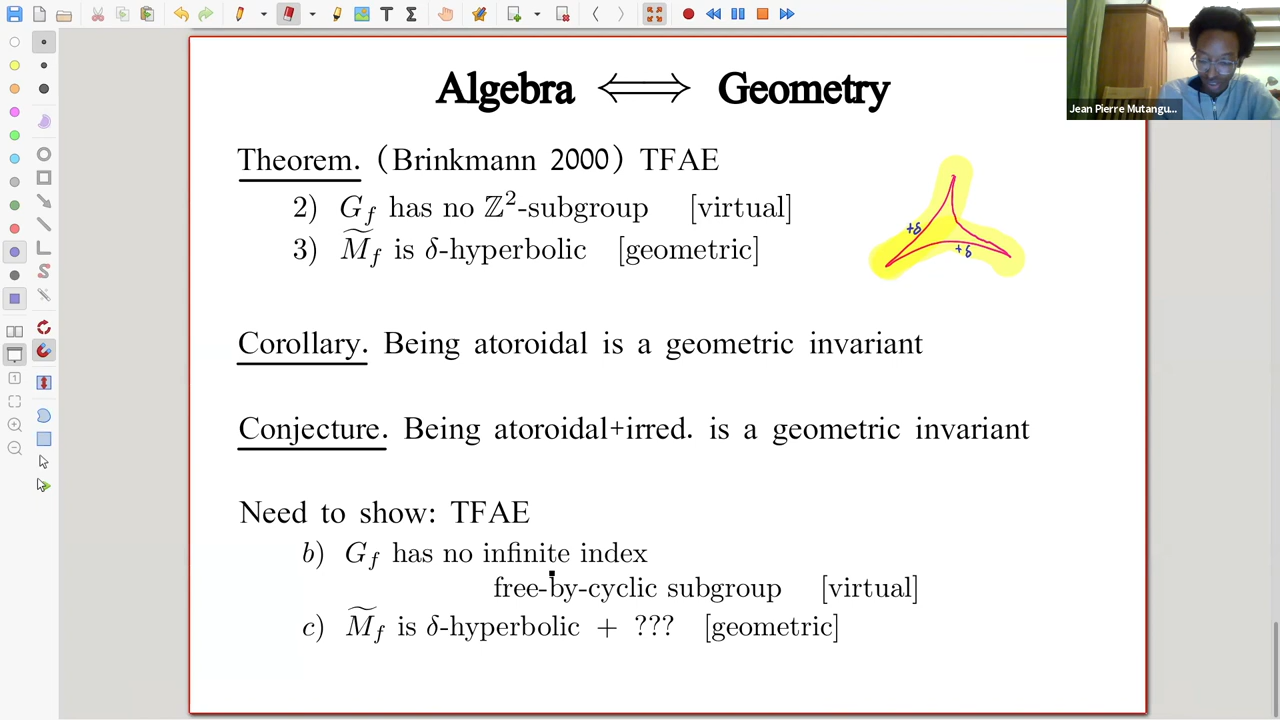 Algebra ⟺ Geometry
Jean Pierre Mutangu...
Theorem. (Brinkmann 2000) TFAE
2) G_f has no ℤ²-subgroup [virtual]
3) M̃_f is δ-hyperbolic [geometric]
+δ
+δ
Corollary. Being atoroidal is a geometric invariant
Conjecture. Being atoroidal+irred. is a geometric invariant
Need to show: TFAE
b) G_f has no infinite index
free-by-cyclic subgroup [virtual]
c) M̃_f is δ-hyperbolic + ??? [geometric]